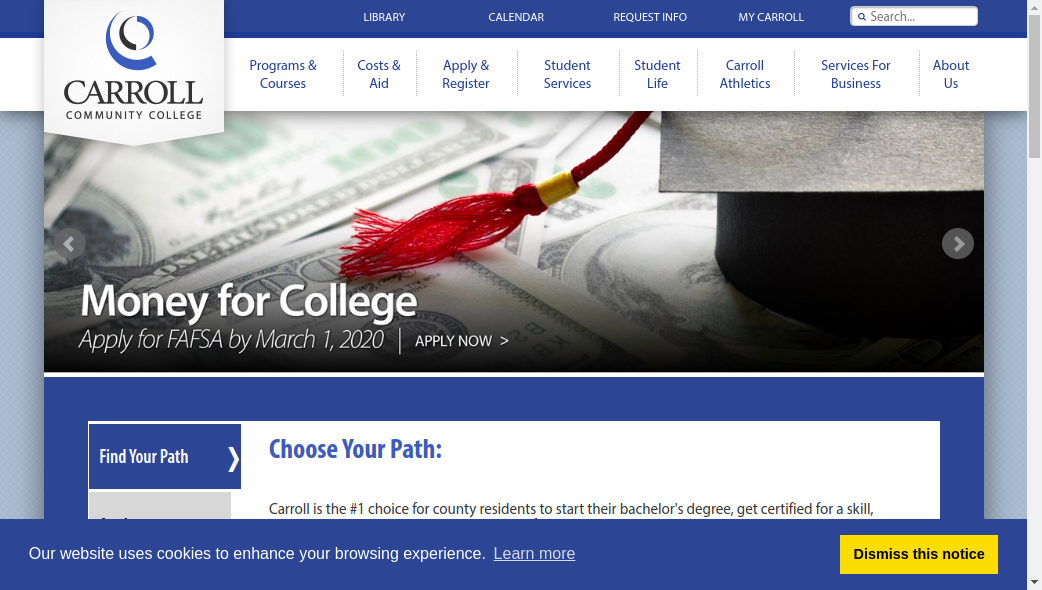 LIBRARY
CALENDAR
REQUEST INFO
MY CARROLL
Search...
CARROLL
COMMUNITY COLLEGE
Programs &
Courses
Costs &
Aid
Apply &
Register
Student
Services
Student
Life
Carroll
Athletics
Services For
Business
About
Us
Money for College
Apply for FAFSA by March 1, 2020
APPLY NOW >
Find Your Path
Choose Your Path:
Carroll is the #1 choice for county residents to start their bachelor's degree, get certified for a skill,
Our website uses cookies to enhance your browsing experience. Learn more
Dismiss this notice